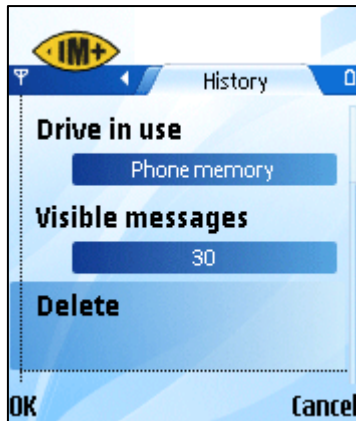 IM+
History
Drive in use
Phone memory
Visible messages
30
Delete
OK Cancel